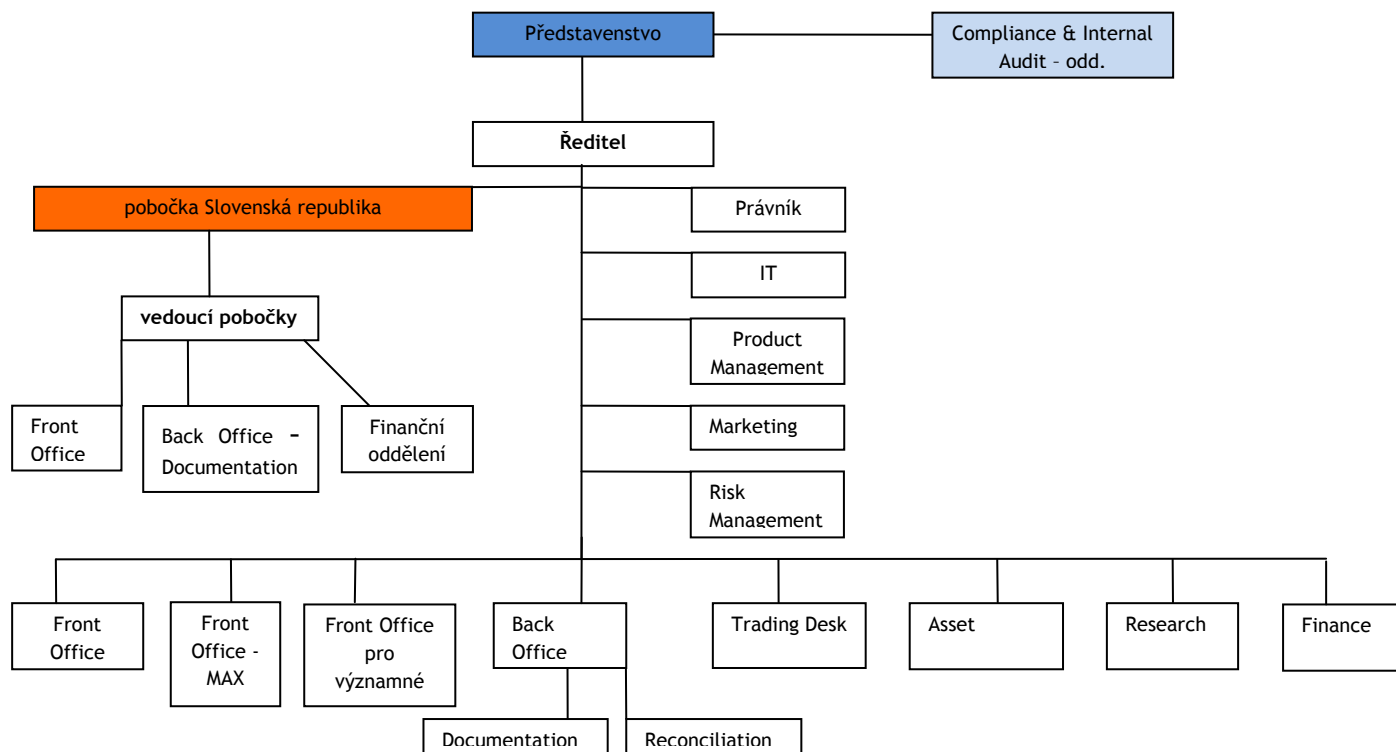 Představenstvo
Compliance & Internal
Audit - odd.
Ředitel
pobočka Slovenská republika
Právník
IT
vedoucí pobočky
Product
Management
Front
Office
Back Office –
Documentation
Finanční
oddělení
Marketing
Risk
Management
Front
Office
Front
Office -
MAX
Front Office
pro
významné
Back
Office
Trading Desk
Asset
Research
Finance
Documentation
Reconciliation